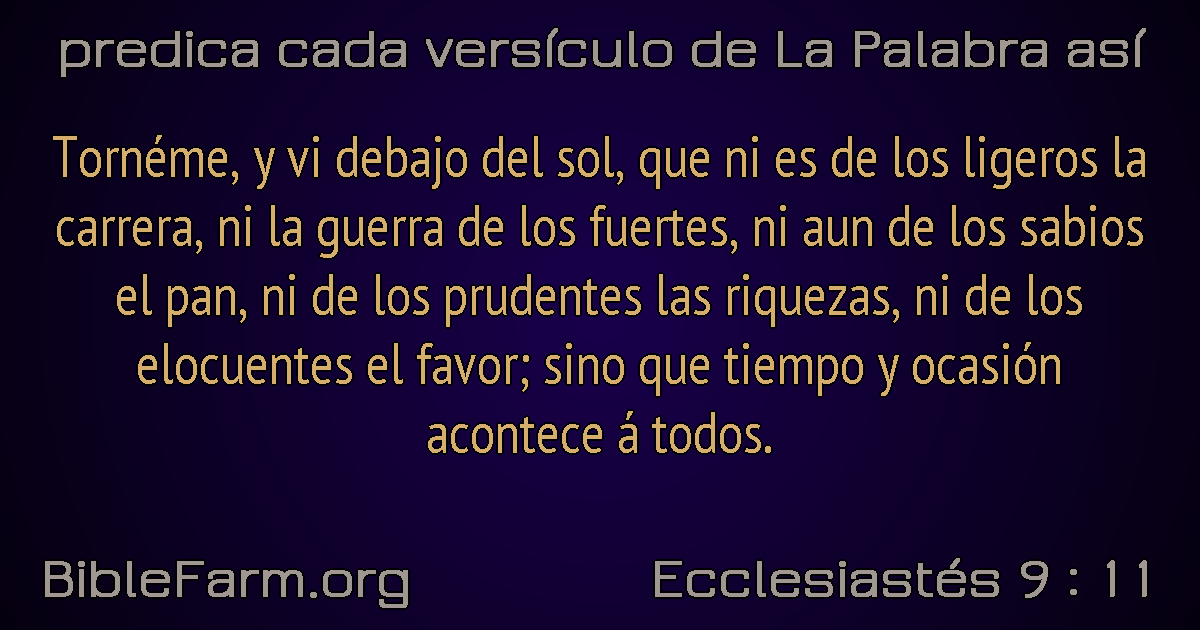 predica cada versículo de La Palabra así
Tornéme, y vi debajo del sol, que ni es de los ligeros la
carrera, ni la guerra de los fuertes, ni aun de los sabios
el pan, ni de los prudentes las riquezas, ni de los
elocuentes el favor; sino que tiempo y ocasión
acontece á todos.
BibleFarm.org
Ecclesiastés 9 : 11